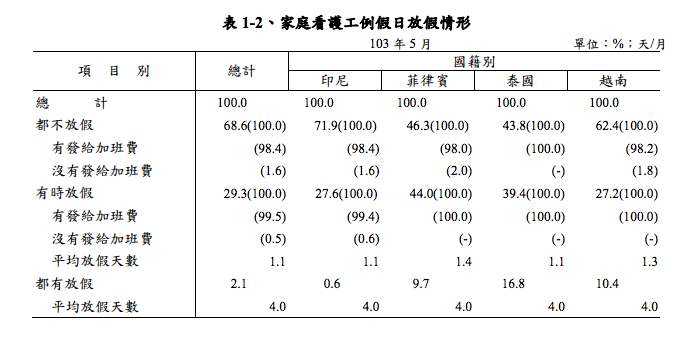 表 1-2、家庭看護工例假日放假情形
103 年 5 月 單位：%；天/月
項 目 別 總計 國籍別
印尼 菲律賓 泰國 越南
總 計 100.0 100.0 100.0 100.0 100.0
都不放假 68.6(100.0) 71.9(100.0) 46.3(100.0) 43.8(100.0) 62.4(100.0)
有發給加班費 (98.4) (98.4) (98.0) (100.0) (98.2)
沒有發給加班費 (1.6) (1.6) (2.0) (-) (1.8)
有時放假 29.3(100.0) 27.6(100.0) 44.0(100.0) 39.4(100.0) 27.2(100.0)
有發給加班費 (99.5) (99.4) (100.0) (100.0) (100.0)
沒有發給加班費 (0.5) (0.6) (-) (-) (-)
平均放假天數 1.1 1.1 1.4 1.1 1.3
都有放假 2.1 0.6 9.7 16.8 10.4
平均放假天數 4.0 4.0 4.0 4.0 4.0